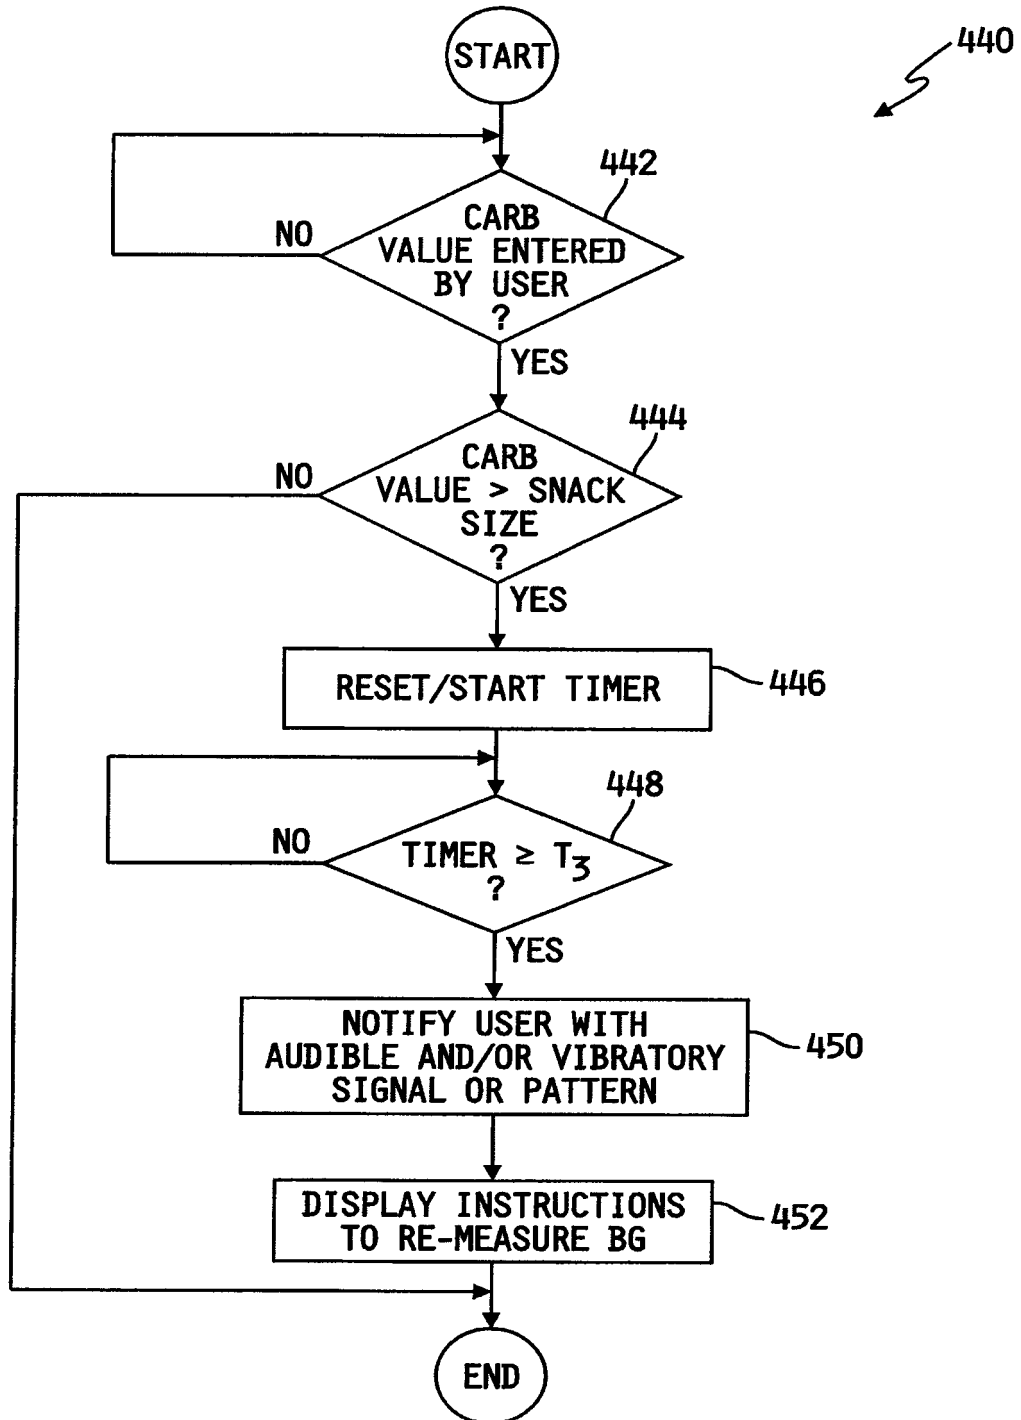 START
440
442
CARB
VALUE ENTERED
BY USER
?
NO
YES
444
CARB
VALUE > SNACK
SIZE
?
NO
YES
RESET/START TIMER
446
448
TIMER ≥ T3
?
NO
YES
NOTIFY USER WITH
AUDIBLE AND/OR VIBRATORY
SIGNAL OR PATTERN
450
DISPLAY INSTRUCTIONS
TO RE-MEASURE BG
452
END